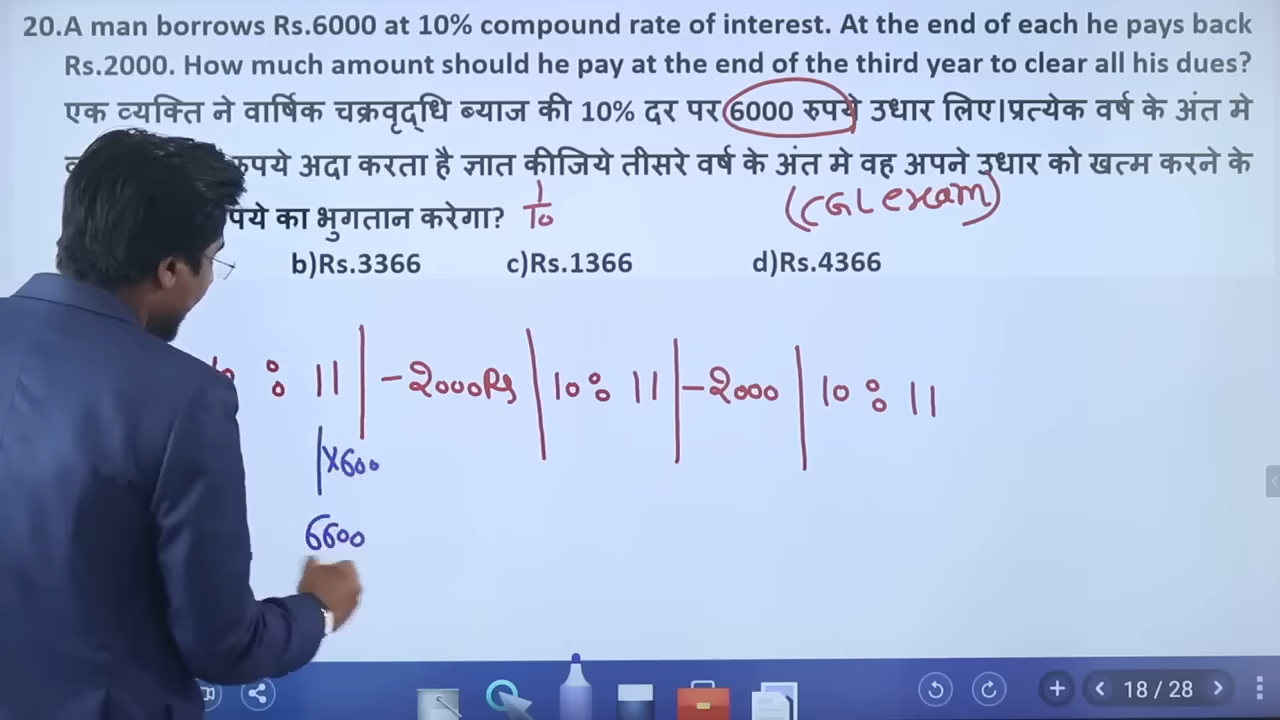 20.A man borrows Rs.6000 at 10% compound rate of interest. At the end of each he pays back
Rs.2000. How much amount should he pay at the end of the third year to clear all his dues?
एक व्यक्ति ने वार्षिक चक्रवृद्धि ब्याज की 10% दर पर 6000 रुपये उधार लिए।प्रत्येक वर्ष के अंत मे
रुपये अदा करता है ज्ञात कीजिये तीसरे वर्ष के अंत मे वह अपने उधार को खत्म करने के
का भुगतान करेगा? 1/10 (CGL exam)
b)Rs.3366 c)Rs.1366 d)Rs.4366
: 11 | -2000Rs | 10 : 11 | -2000 | 10 : 11
×600
6600
18 / 28